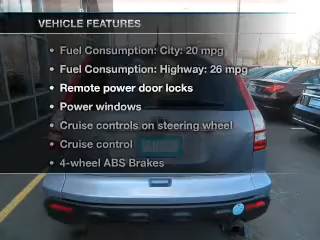 VEHICLE FEATURES
• Fuel Consumption: City: 20 mpg
• Fuel Consumption: Highway: 26 mpg
• Remote power door locks
• Power windows
• Cruise controls on steering wheel
• Cruise control
• 4-wheel ABS Brakes